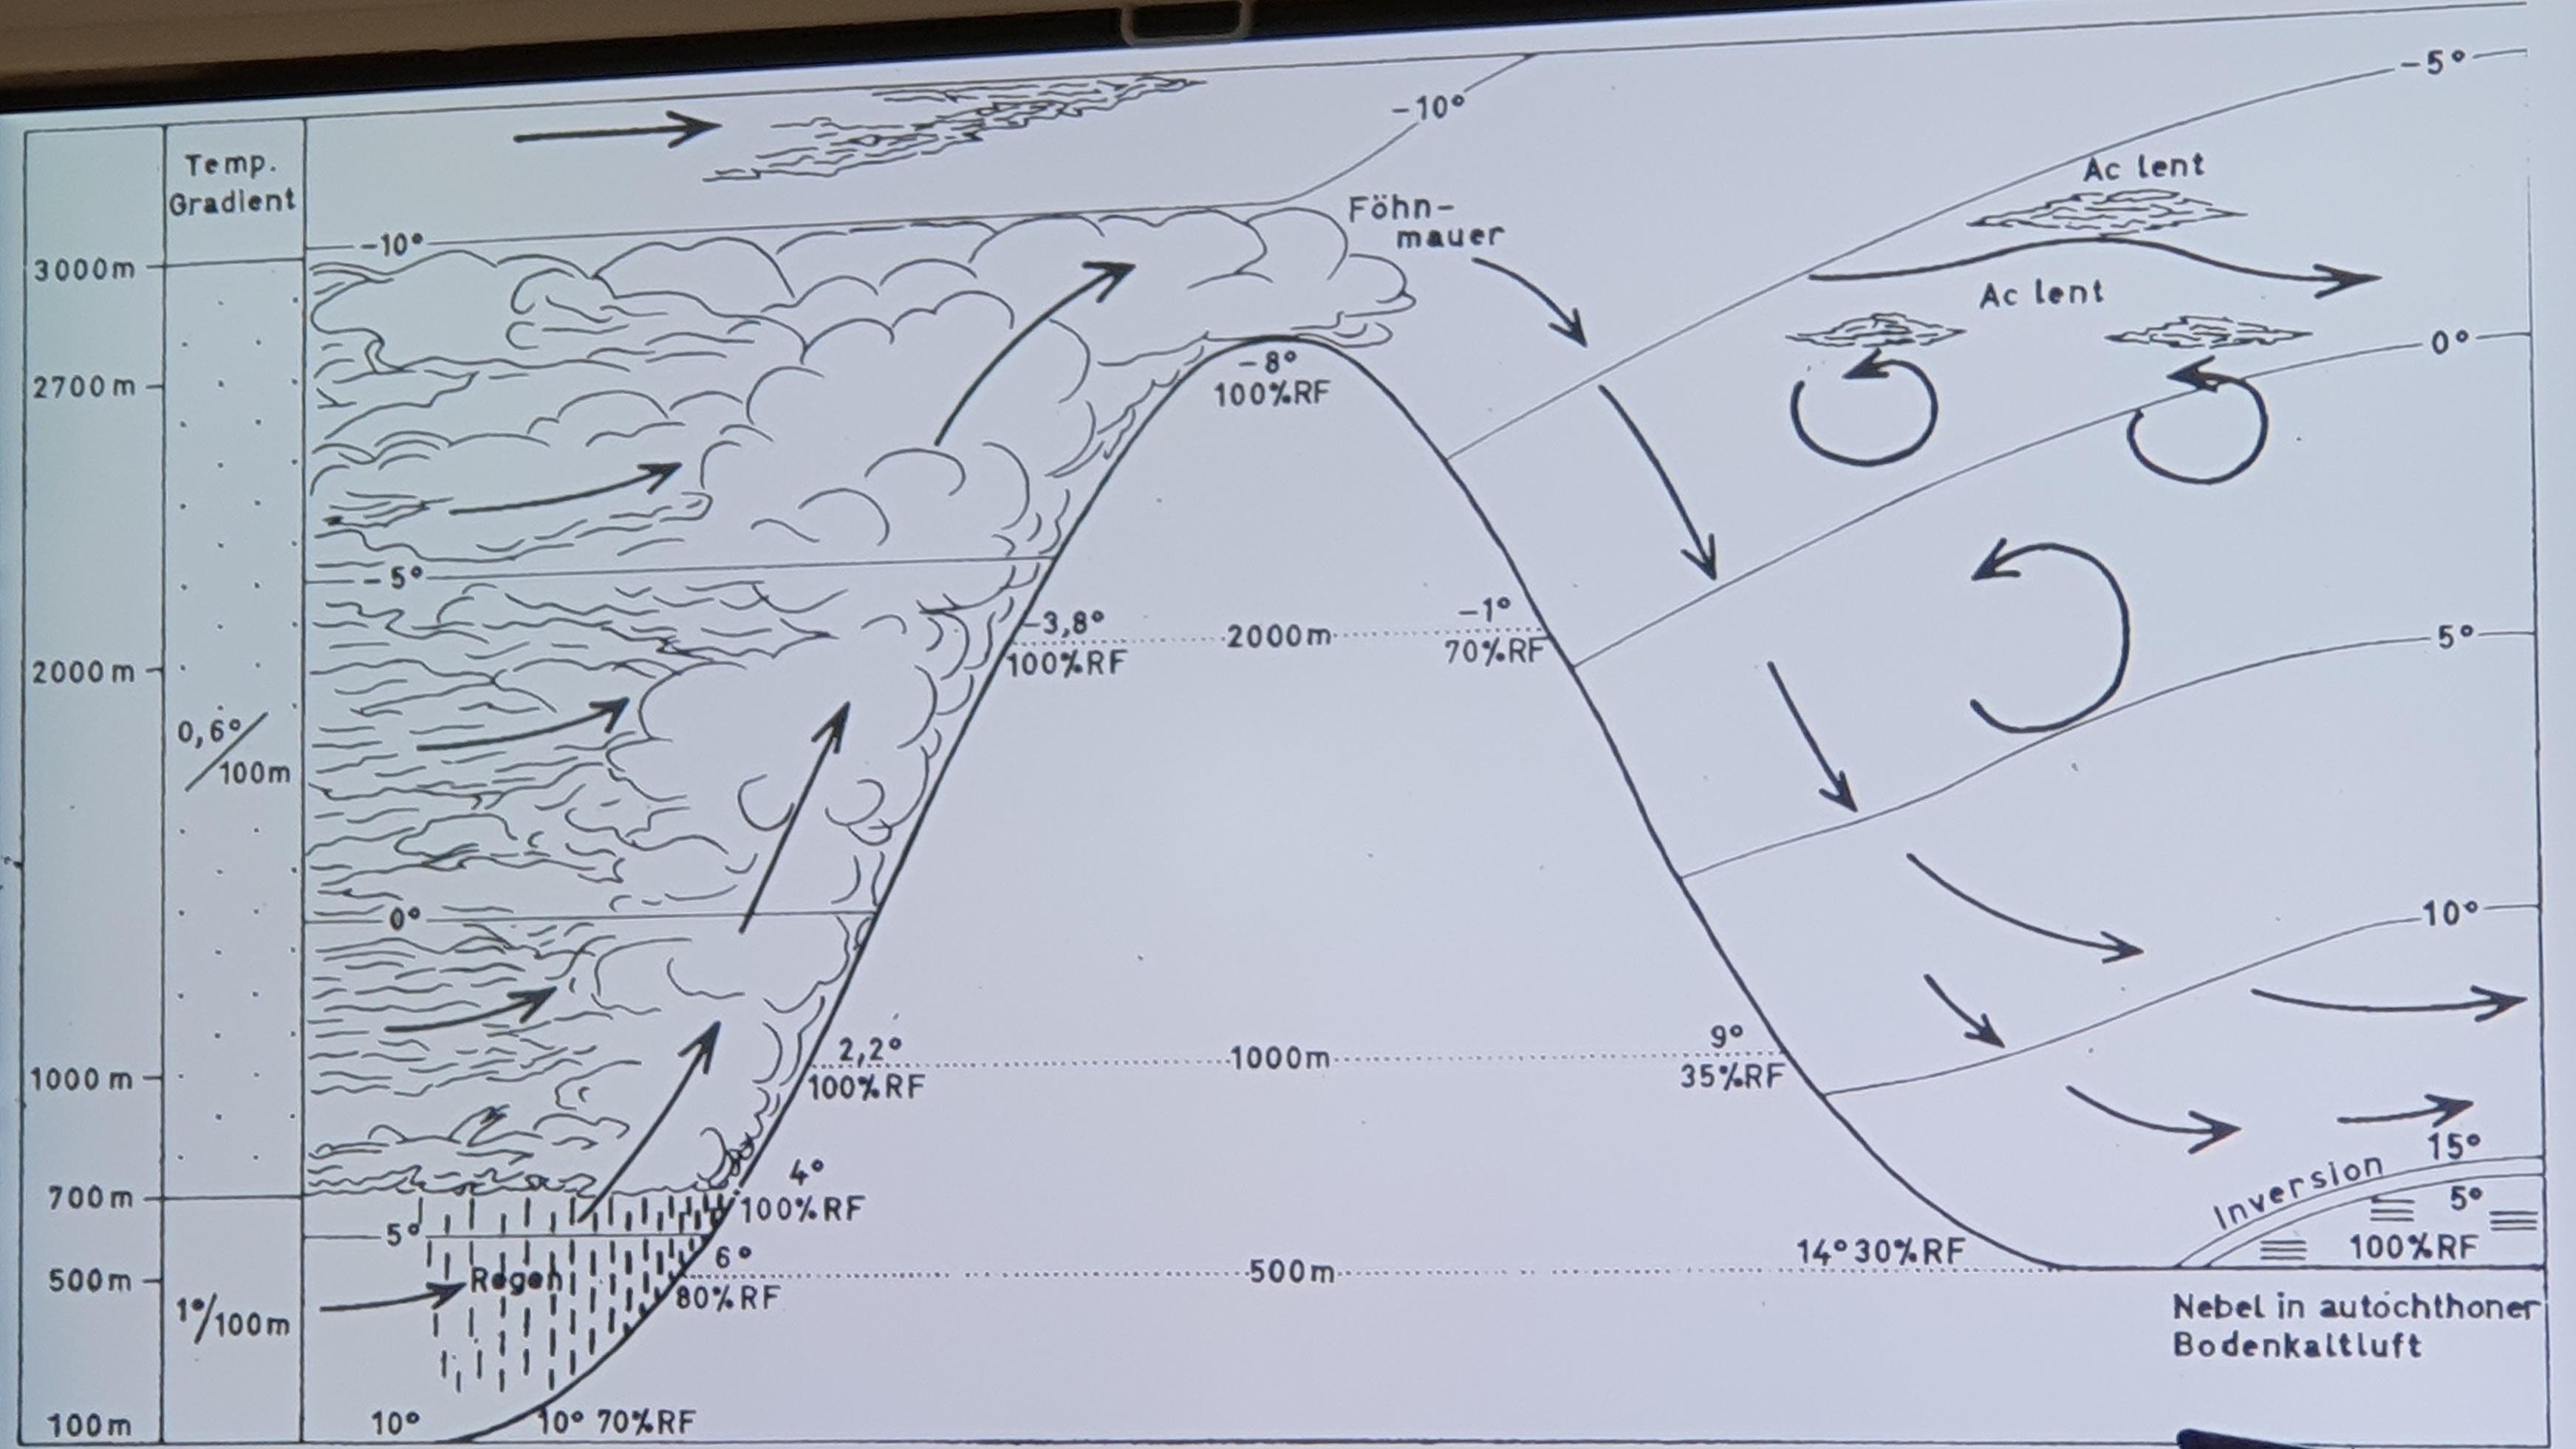 Temp.
Gradient
3000m
2700m
2000m
0,6°/100m
1000m
700m
500m
1°/100m
100m
-10°
-5°
0°
5°
10°
-10°
Föhn-
mauer
-8°
100%RF
-3,8°
100%RF
2000m
-1°
70%RF
2,2°
100%RF
1000m
9°
35%RF
4°
100%RF
6°
80%RF
500m
14° 30%RF
Regen
10° 70%RF
-5°
Ac lent
Ac lent
0°
5°
10°
15°
Inversion
5°
100%RF
Nebel in autochthoner
Bodenkaltluft